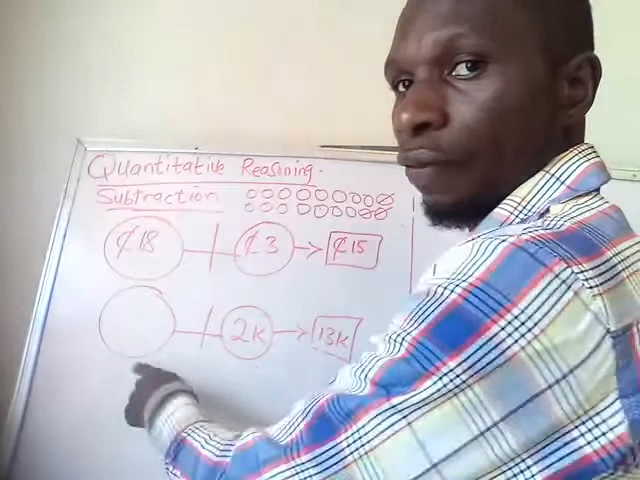 Quantitative Reasoning.
Subtraction
₵18 ₵3 ₵15
2K 13K